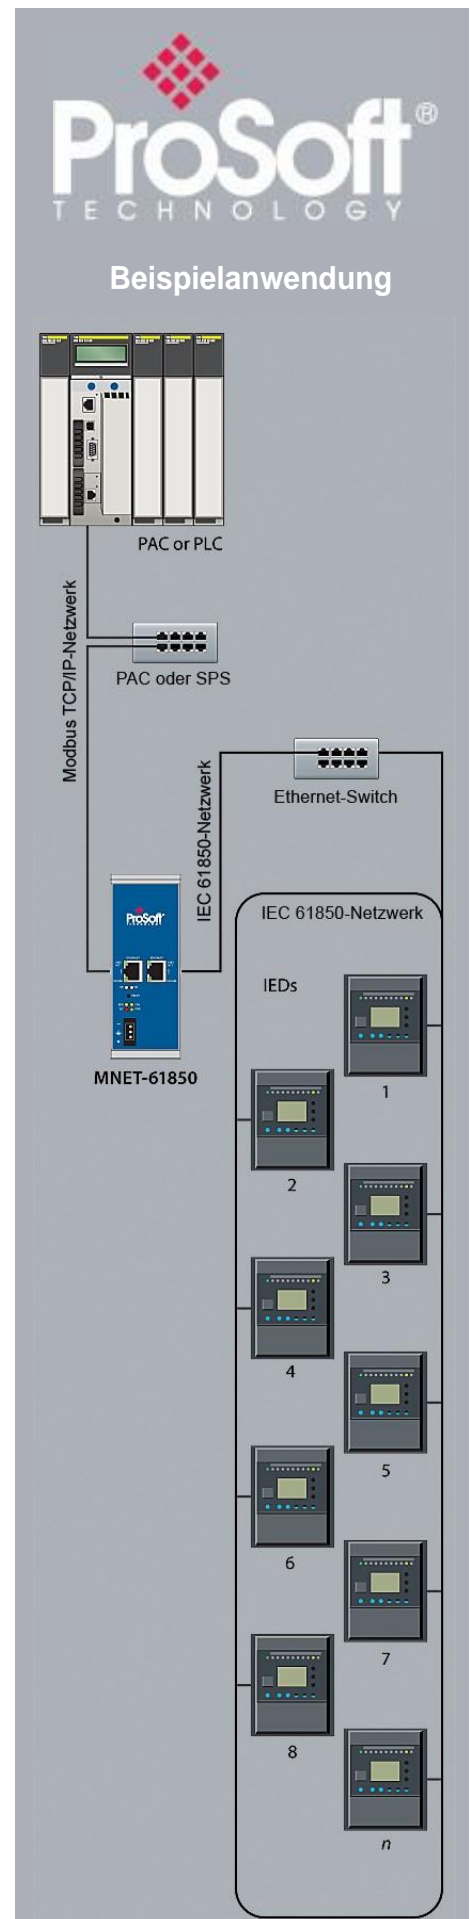 ProSoft®
TECHNOLOGY
Beispielanwendung
PAC or PLC
Modbus TCP/IP-Netzwerk
PAC oder SPS
IEC 61850-Netzwerk
Ethernet-Switch
ProSoft
MNET-61850
IEC 61850-Netzwerk
IEDs
1
2
3
4
5
6
7
8
n